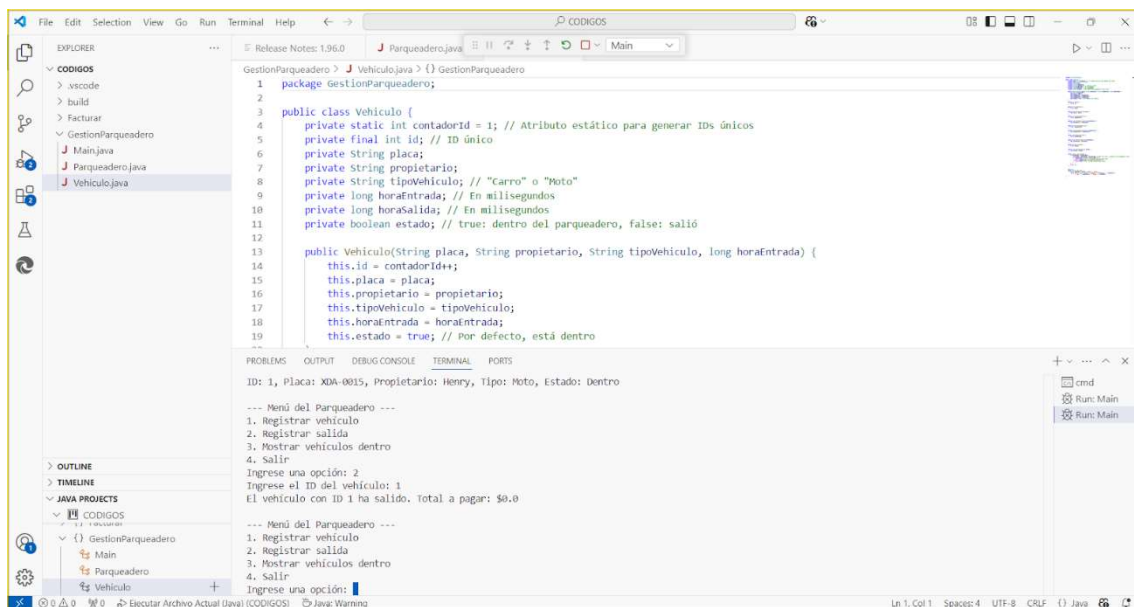 File Edit Selection View Go Run Terminal Help
CODIGOS
EXPLORER
CODIGOS
.vscode
build
Facturar
GestionParqueadero
Main.java
Parqueadero.java
Vehiculo.java
OUTLINE
TIMELINE
JAVA PROJECTS
CODIGOS
GestionParqueadero
Main
Parqueadero
Vehiculo
Release Notes: 1.96.0
Parqueadero.java
Main
GestionParqueadero > Vehiculo.java > {} GestionParqueadero
1 package GestionParqueadero;
2
3 public class Vehiculo {
4 private static int contadorId = 1; // Atributo estático para generar IDs únicos
5 private final int id; // ID único
6 private String placa;
7 private String propietario;
8 private String tipoVehiculo; // "Carro" o "Moto"
9 private long horaEntrada; // En milisegundos
10 private long horaSalida; // En milisegundos
11 private boolean estado; // true: dentro del parqueadero, false: salió
12
13 public Vehiculo(String placa, String propietario, String tipoVehiculo, long horaEntrada) {
14 this.id = contadorId++;
15 this.placa = placa;
16 this.propietario = propietario;
17 this.tipoVehiculo = tipoVehiculo;
18 this.horaEntrada = horaEntrada;
19 this.estado = true; // Por defecto, está dentro
PROBLEMS OUTPUT DEBUG CONSOLE TERMINAL PORTS
ID: 1, Placa: XDA-0015, Propietario: Henry, Tipo: Moto, Estado: Dentro
--- Menú del Parqueadero ---
1. Registrar vehículo
2. Registrar salida
3. Mostrar vehículos dentro
4. Salir
Ingrese una opción: 2
Ingrese el ID del vehículo: 1
El vehículo con ID 1 ha salido. Total a pagar: $0.0
--- Menú del Parqueadero ---
1. Registrar vehículo
2. Registrar salida
3. Mostrar vehículos dentro
4. Salir
Ingrese una opción:
cmd
Run: Main
Run: Main
0 0 0 Ejecutar Archivo Actual (Java) (CODIGOS) Java: Warning
Ln 1, Col 1 Spaces: 4 UTF-8 CRLF {} Java